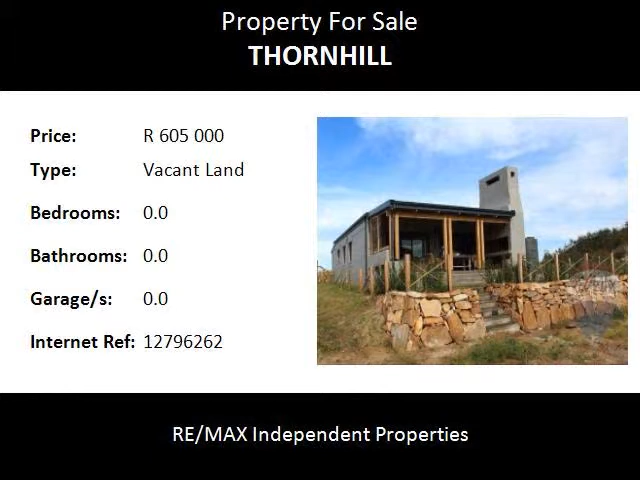 Property For Sale
THORNHILL
Price: R 605 000
Type: Vacant Land
Bedrooms: 0.0
Bathrooms: 0.0
Garage/s: 0.0
Internet Ref: 12796262
RE/MAX Independent Properties